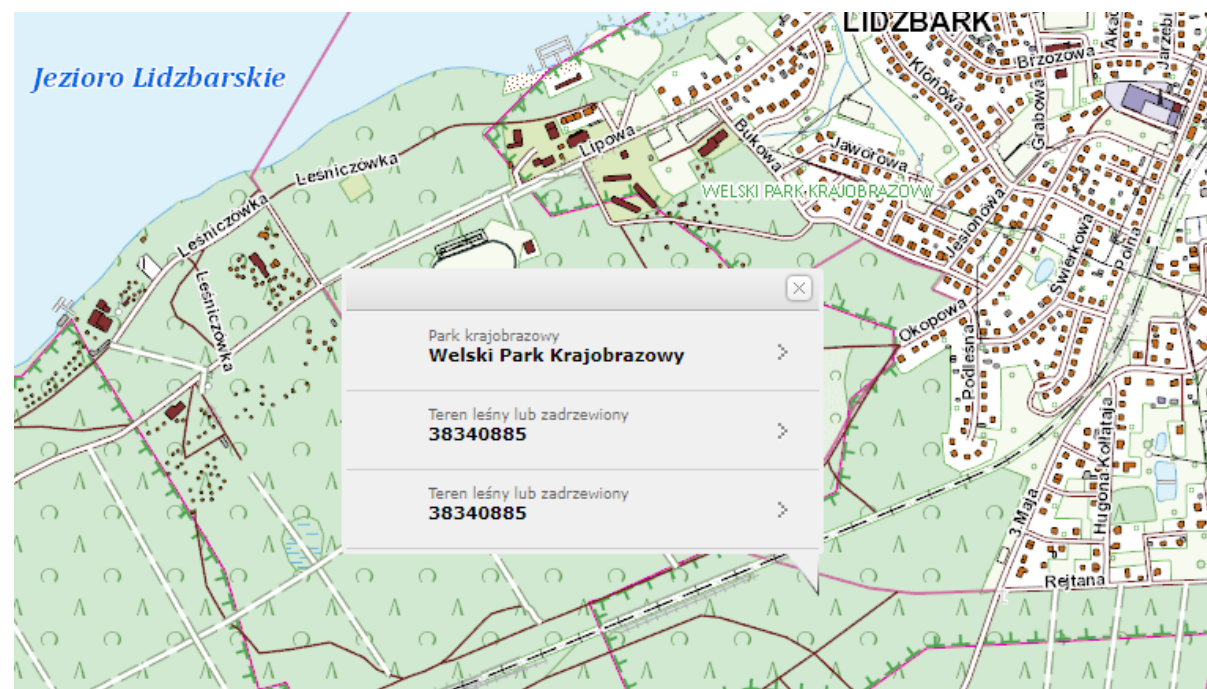 LIDZBARK
Jezioro Lidzbarskie
Brzozowa
Klonowa
Grabowa
Lipowa
Bukowa
Jaworowa
Leśniczówka
WELSKI PARK KRAJOBRAZOWY
Leśniczówka
Jesionowa
Świerkowa
Polna
Leśniczówka
Okopowa
Podleśna
Park krajobrazowy
Welski Park Krajobrazowy
Teren leśny lub zadrzewiony
38340885
Teren leśny lub zadrzewiony
38340885
Hugona Kołłątaja
3 Maja
Rejtana